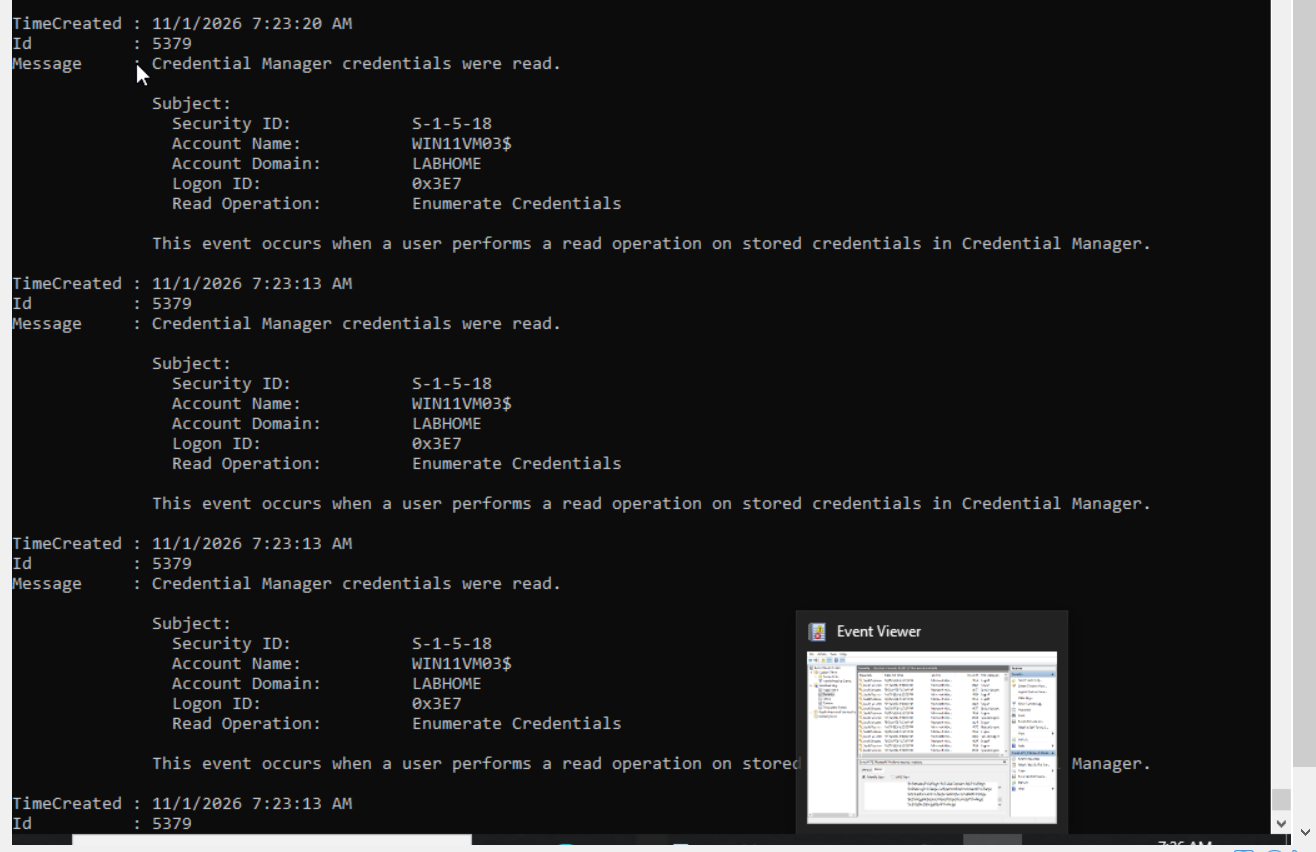 TimeCreated : 11/1/2026 7:23:20 AM
Id          : 5379
Message     : Credential Manager credentials were read.
Subject:
Security ID:            S-1-5-18
Account Name:           WIN11VM03$
Account Domain:         LABHOME
Logon ID:               0x3E7
Read Operation:         Enumerate Credentials
This event occurs when a user performs a read operation on stored credentials in Credential Manager.
TimeCreated : 11/1/2026 7:23:13 AM
Id          : 5379
Message     : Credential Manager credentials were read.
Subject:
Security ID:            S-1-5-18
Account Name:           WIN11VM03$
Account Domain:         LABHOME
Logon ID:               0x3E7
Read Operation:         Enumerate Credentials
This event occurs when a user performs a read operation on stored credentials in Credential Manager.
TimeCreated : 11/1/2026 7:23:13 AM
Id          : 5379
Message     : Credential Manager credentials were read.
Subject:
Security ID:            S-1-5-18
Account Name:           WIN11VM03$
Account Domain:         LABHOME
Logon ID:               0x3E7
Read Operation:         Enumerate Credentials
Event Viewer
This event occurs when a user performs a read operation on stored Manager.
TimeCreated : 11/1/2026 7:23:13 AM
Id          : 5379
7:26 AM